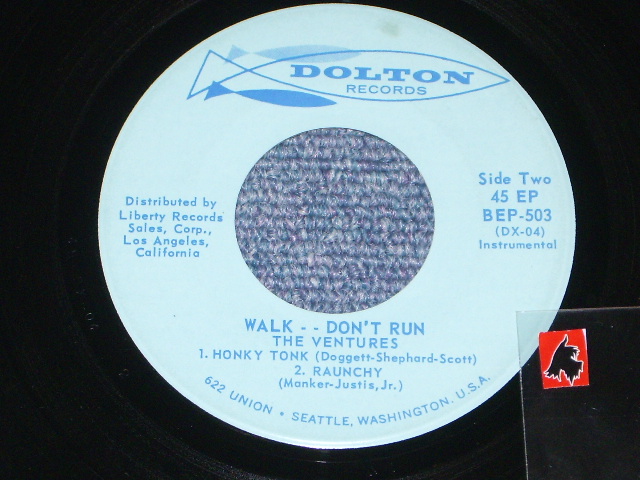 DOLTON
RECORDS
Side Two
45 EP
BEP-503
(DX-04)
Instrumental
Distributed by
Liberty Records
Sales, Corp.,
Los Angeles,
California
WALK - - DON'T RUN
THE VENTURES
1. HONKY TONK (Doggett-Shephard-Scott)
2. RAUNCHY
(Manker-Justis, Jr.)
622 UNION • SEATTLE, WASHINGTON. U.S.A.